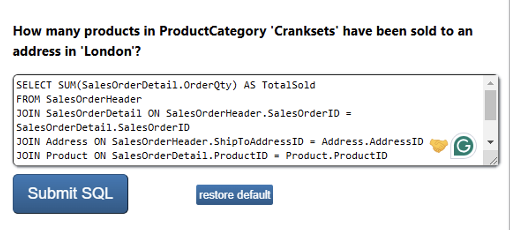 How many products in ProductCategory 'Cranksets' have been sold to an
address in 'London'?
SELECT SUM(SalesOrderDetail.OrderQty) AS TotalSold
FROM SalesOrderHeader
JOIN SalesOrderDetail ON SalesOrderHeader.SalesOrderID =
SalesOrderDetail.SalesOrderID
JOIN Address ON SalesOrderHeader.ShipToAddressID = Address.AddressID
JOIN Product ON SalesOrderDetail.ProductID = Product.ProductID
Submit SQL
restore default